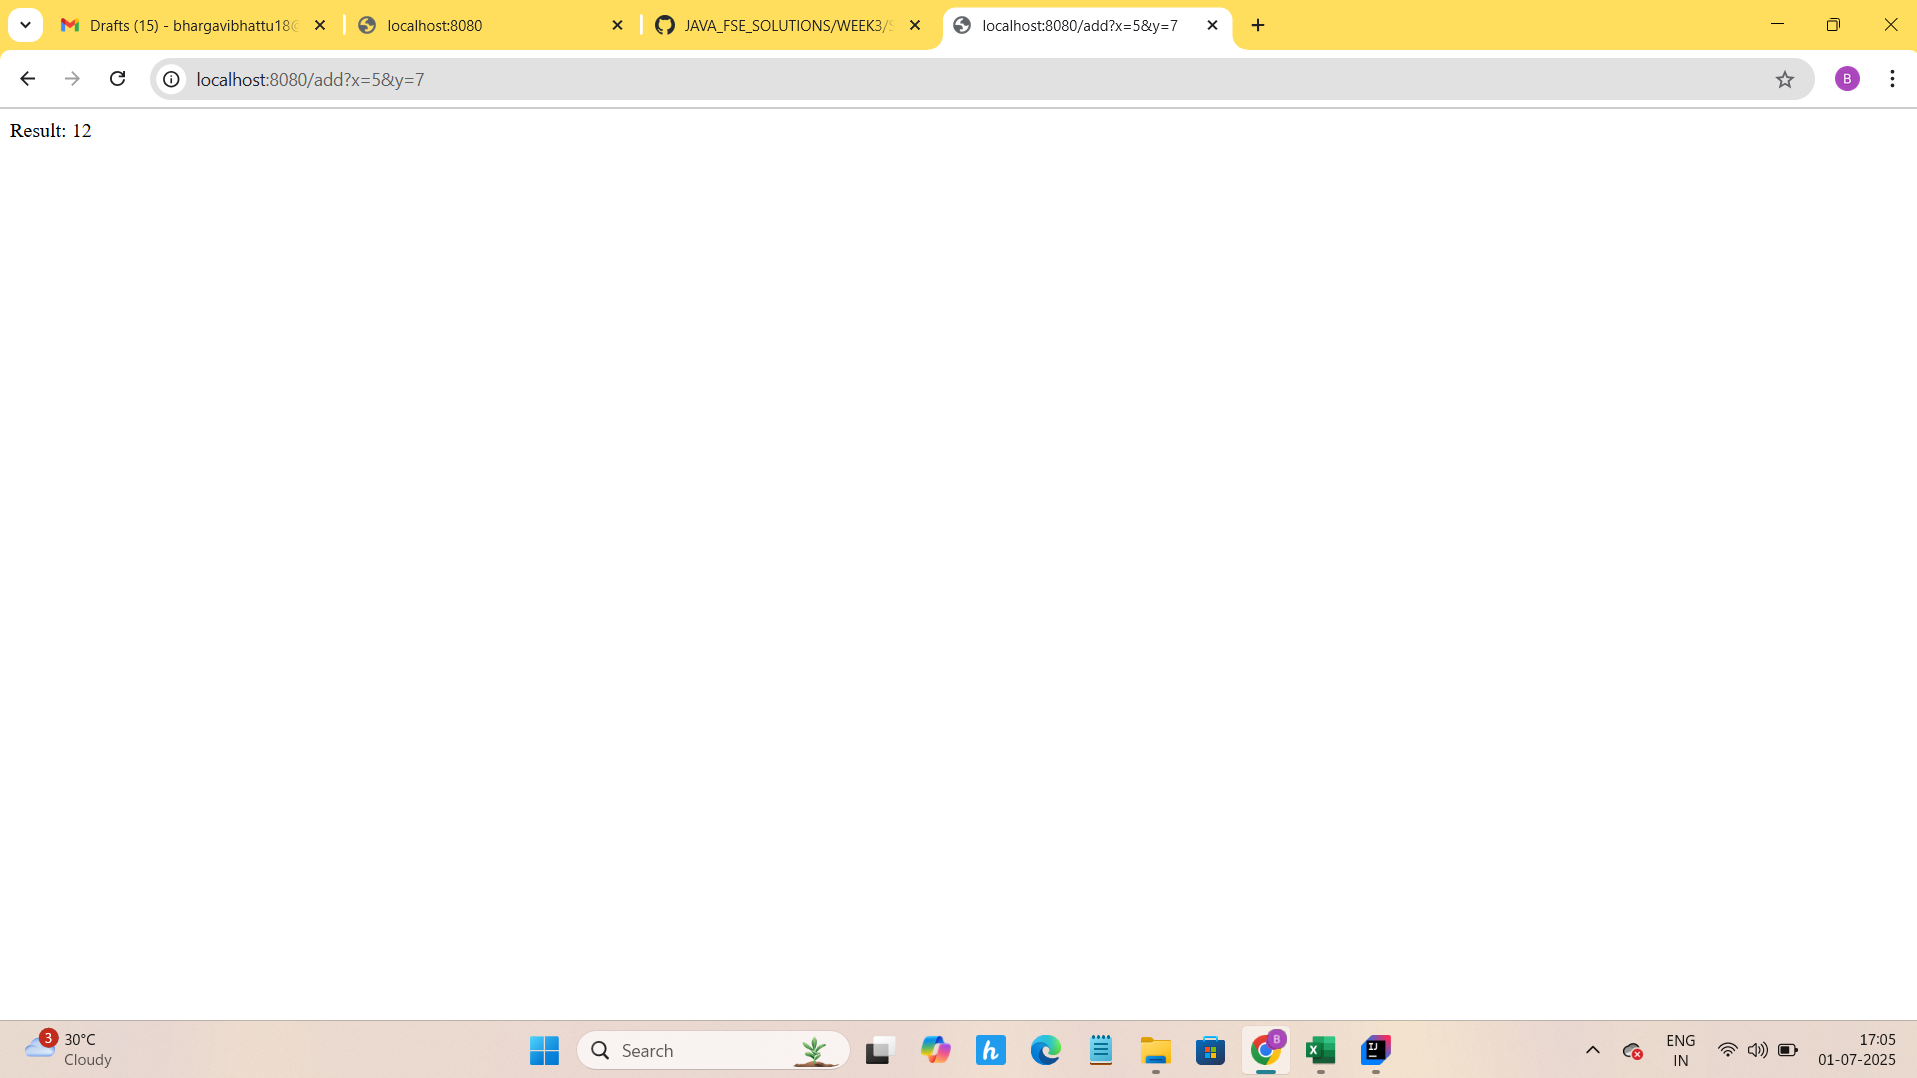 Drafts (15) - bhargavibhattu18@
localhost:8080
JAVA_FSE_SOLUTIONS/WEEK3/S
localhost:8080/add?x=5&y=7
localhost:8080/add?x=5&y=7
B
Result: 12
3
30°C
Cloudy
Search
h
B
X
IJ
ENG
IN
17:05
01-07-2025